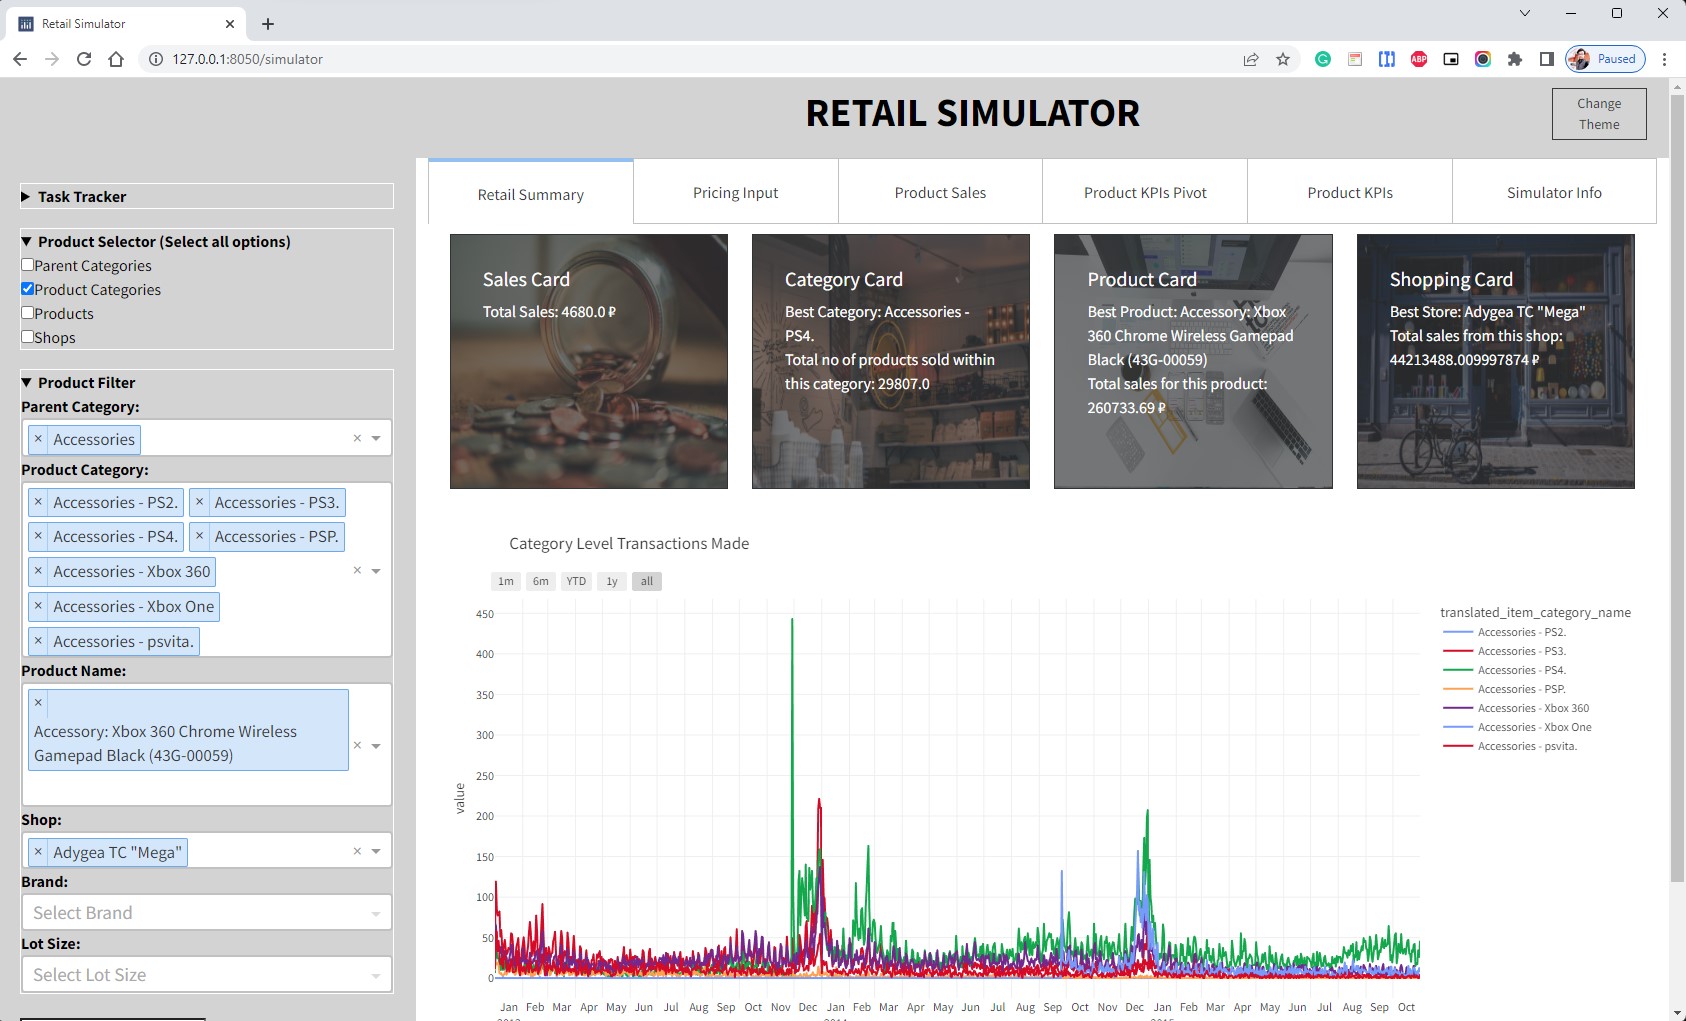 Retail Simulator
127.0.0.1:8050/simulator
ABP
Paused
RETAIL SIMULATOR
Change
Theme
Task Tracker
Product Selector (Select all options)
Parent Categories
Product Categories
Products
Shops
Product Filter
Parent Category:
× Accessories
Product Category:
× Accessories - PS2. × Accessories - PS3.
× Accessories - PS4. × Accessories - PSP.
× Accessories - Xbox 360
× Accessories - Xbox One
× Accessories - psvita.
Product Name:
×
Accessory: Xbox 360 Chrome Wireless
Gamepad Black (43G-00059)
Shop:
× Adygea TC "Mega"
Brand:
Select Brand
Lot Size:
Select Lot Size
Retail Summary
Pricing Input
Product Sales
Product KPIs Pivot
Product KPIs
Simulator Info
Sales Card
Total Sales: 4680.0 ₽
Category Card
Best Category: Accessories -
PS4.
Total no of products sold within
this category: 29807.0
Product Card
Best Product: Accessory: Xbox
360 Chrome Wireless Gamepad
Black (43G-00059)
Total sales for this product:
260733.69 ₽
Shopping Card
Best Store: Adygea TC "Mega"
Total sales from this shop:
44213488.009997874 ₽
Category Level Transactions Made
1m 6m YTD 1y all
450
400
350
300
250
200
150
100
50
0
value
Jan Feb Mar Apr May Jun Jul Aug Sep Oct Nov Dec Jan Feb Mar Apr May Jun Jul Aug Sep Oct Nov Dec Jan Feb Mar Apr May Jun Jul Aug Sep Oct
translated_item_category_name
Accessories - PS2.
Accessories - PS3.
Accessories - PS4.
Accessories - PSP.
Accessories - Xbox 360
Accessories - Xbox One
Accessories - psvita.